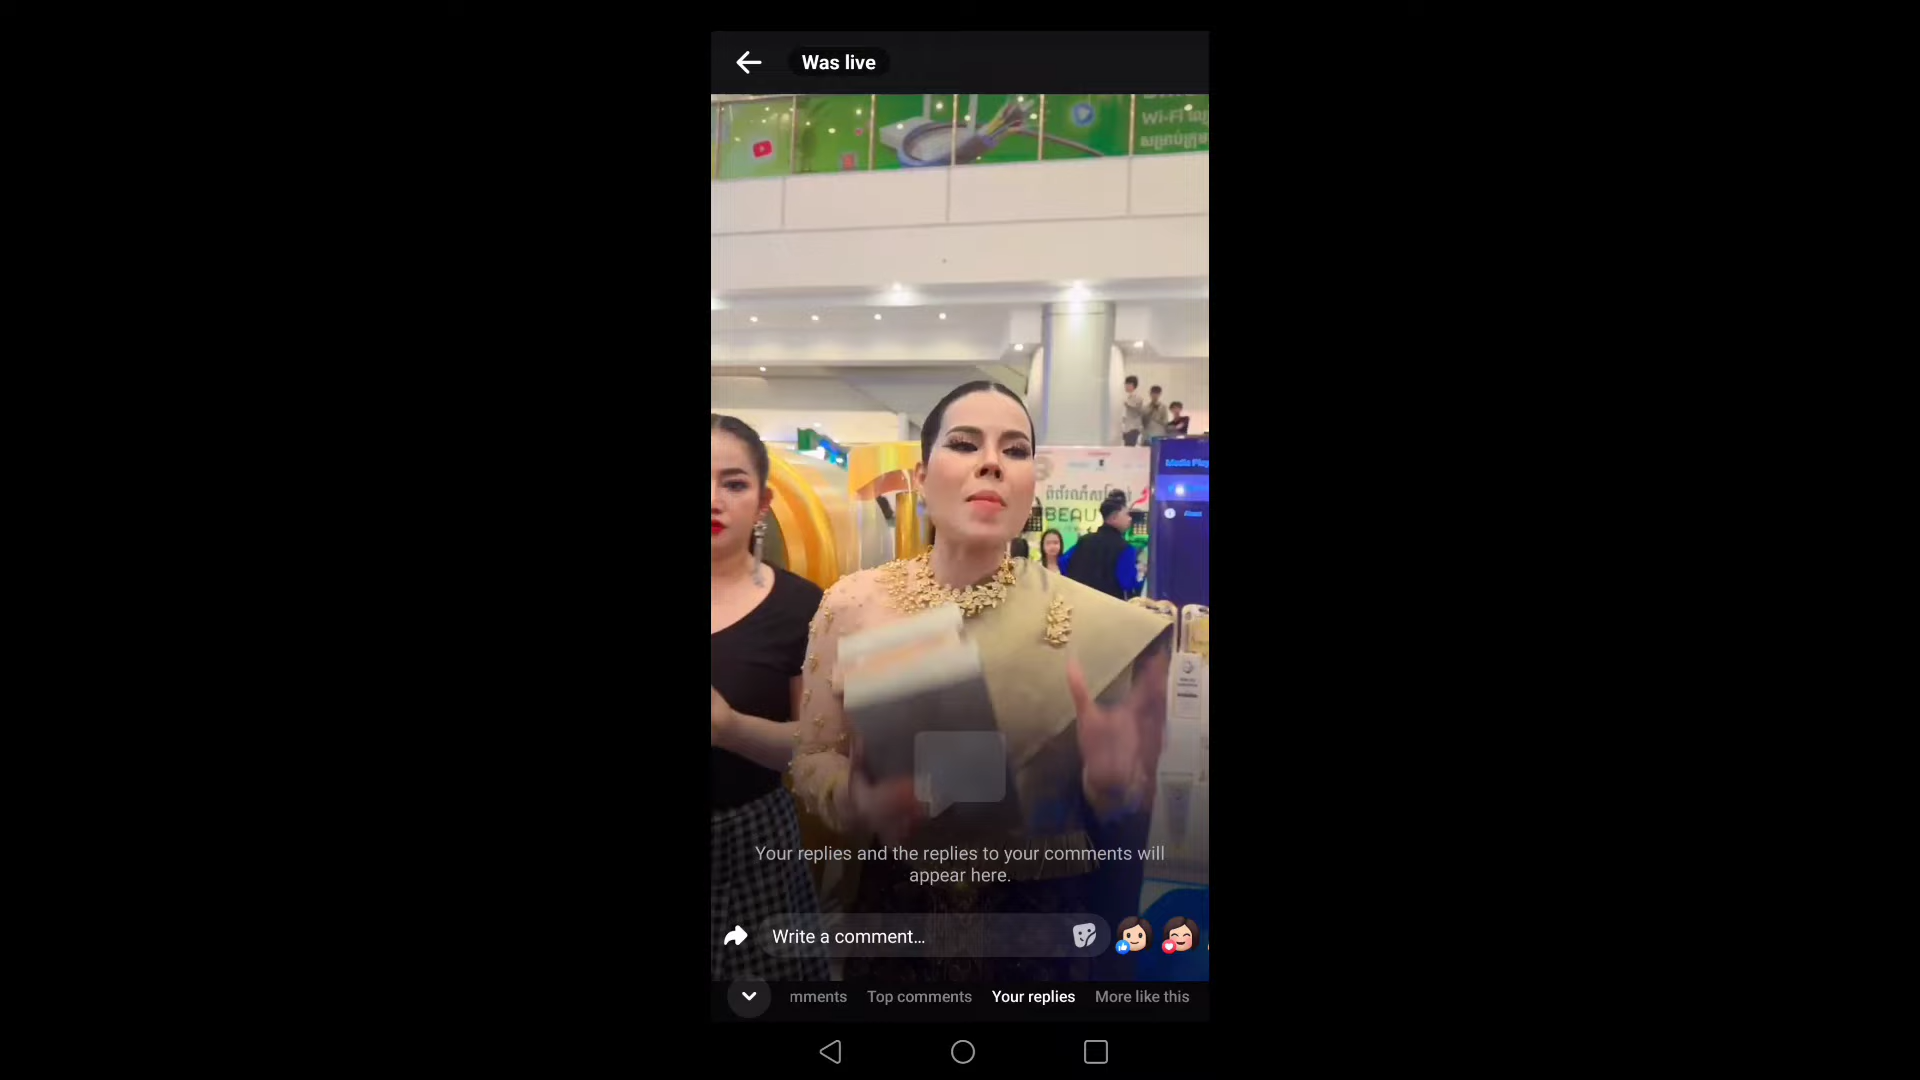 Was live
Wi-Fi
BEAU
Your replies and the replies to your comments will
appear here.
Write a comment...
mments
Top comments
Your replies
More like this